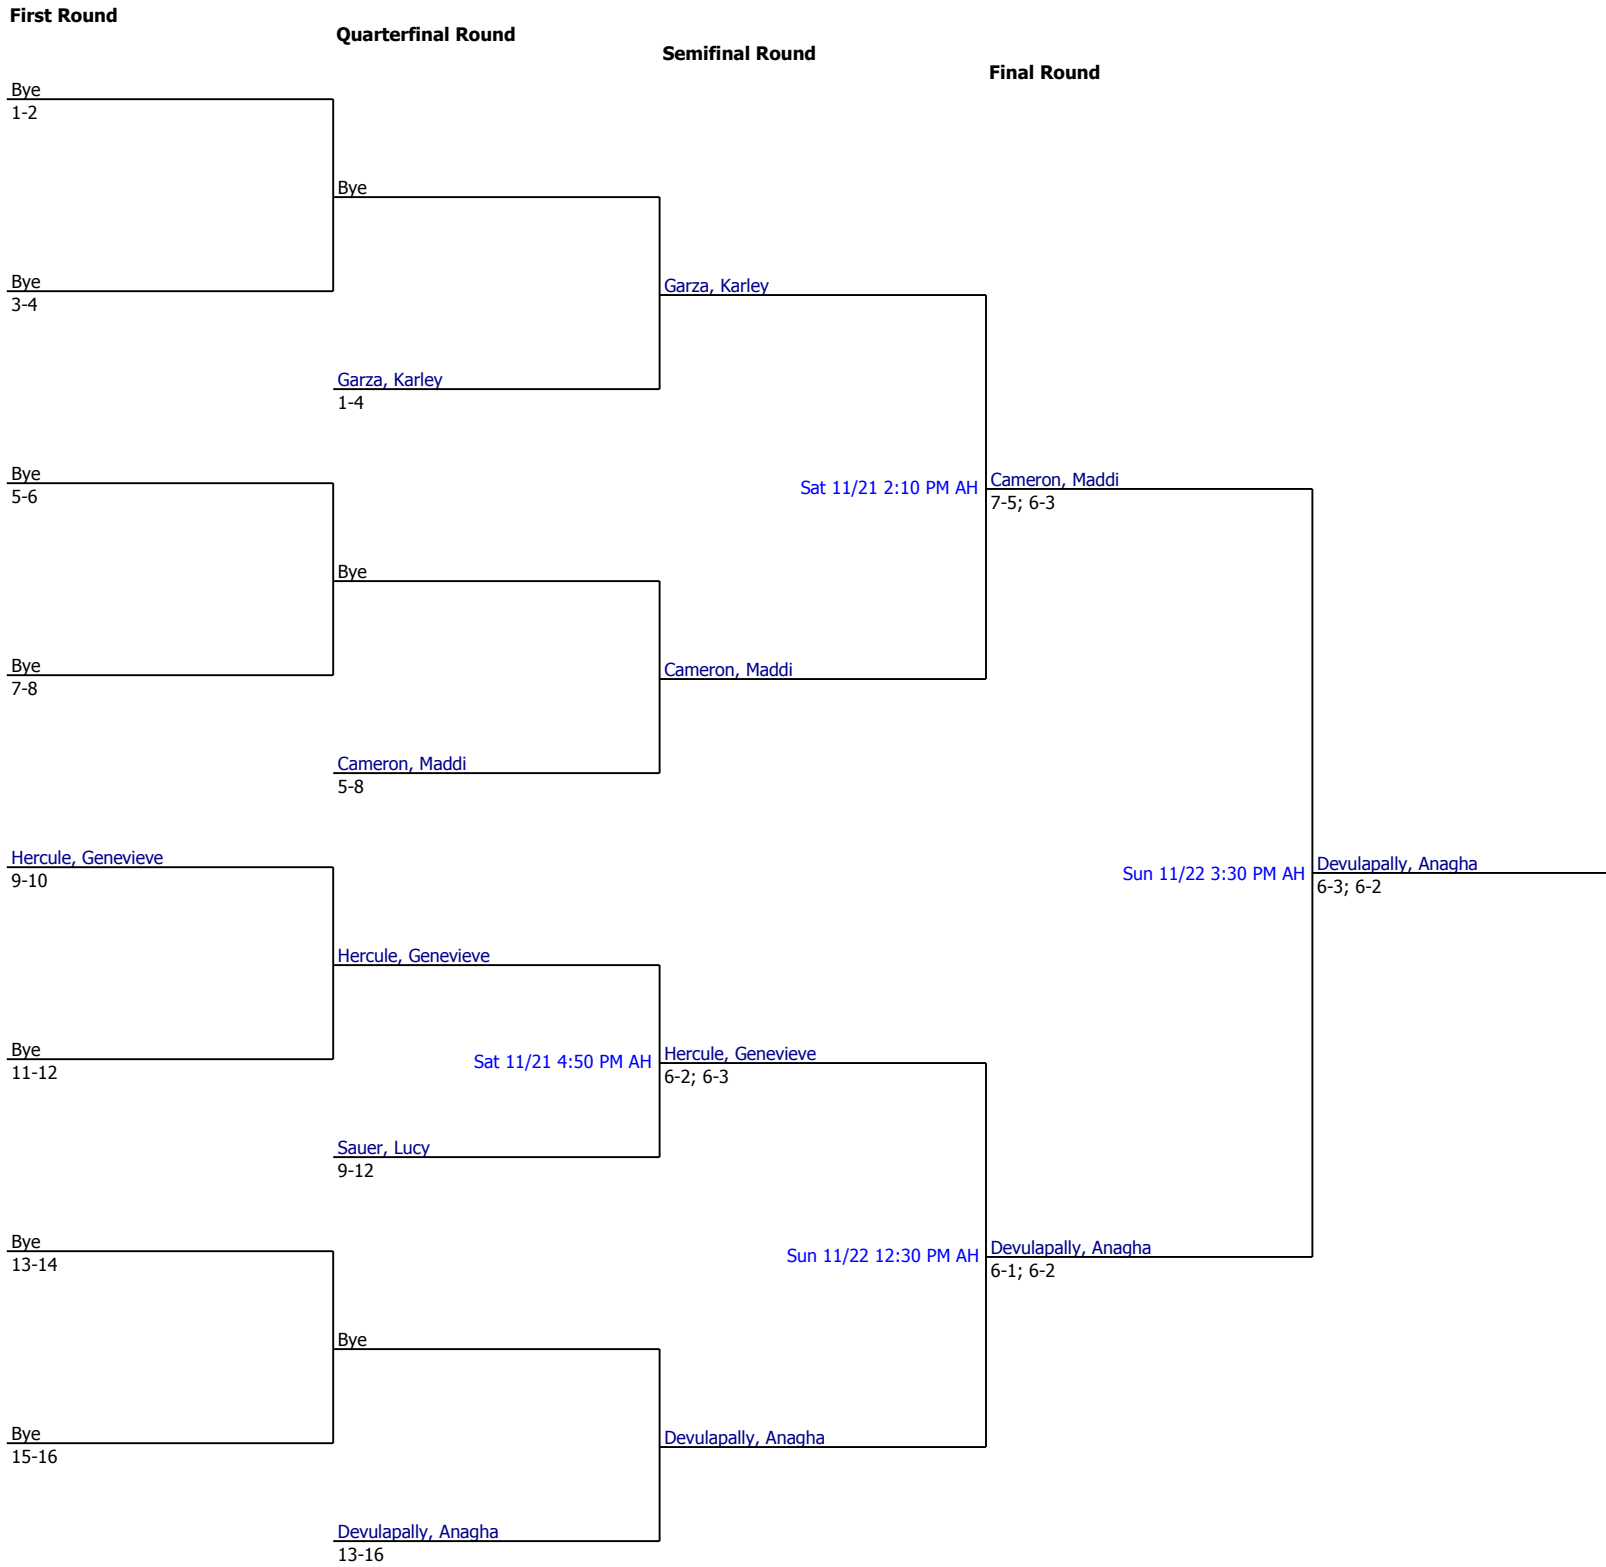 First Round
Quarterfinal Round
Semifinal Round
Final Round
Bye
1-2
Bye
Bye
3-4
Garza, Karley
Garza, Karley
1-4
Bye
5-6
Sat 11/21 2:10 PM AH
Cameron, Maddi
7-5; 6-3
Bye
Bye
7-8
Cameron, Maddi
Cameron, Maddi
5-8
Hercule, Genevieve
9-10
Sun 11/22 3:30 PM AH
Devulapally, Anagha
6-3; 6-2
Hercule, Genevieve
Bye
11-12
Sat 11/21 4:50 PM AH
Hercule, Genevieve
6-2; 6-3
Sauer, Lucy
9-12
Bye
13-14
Sun 11/22 12:30 PM AH
Devulapally, Anagha
6-1; 6-2
Bye
Bye
15-16
Devulapally, Anagha
Devulapally, Anagha
13-16